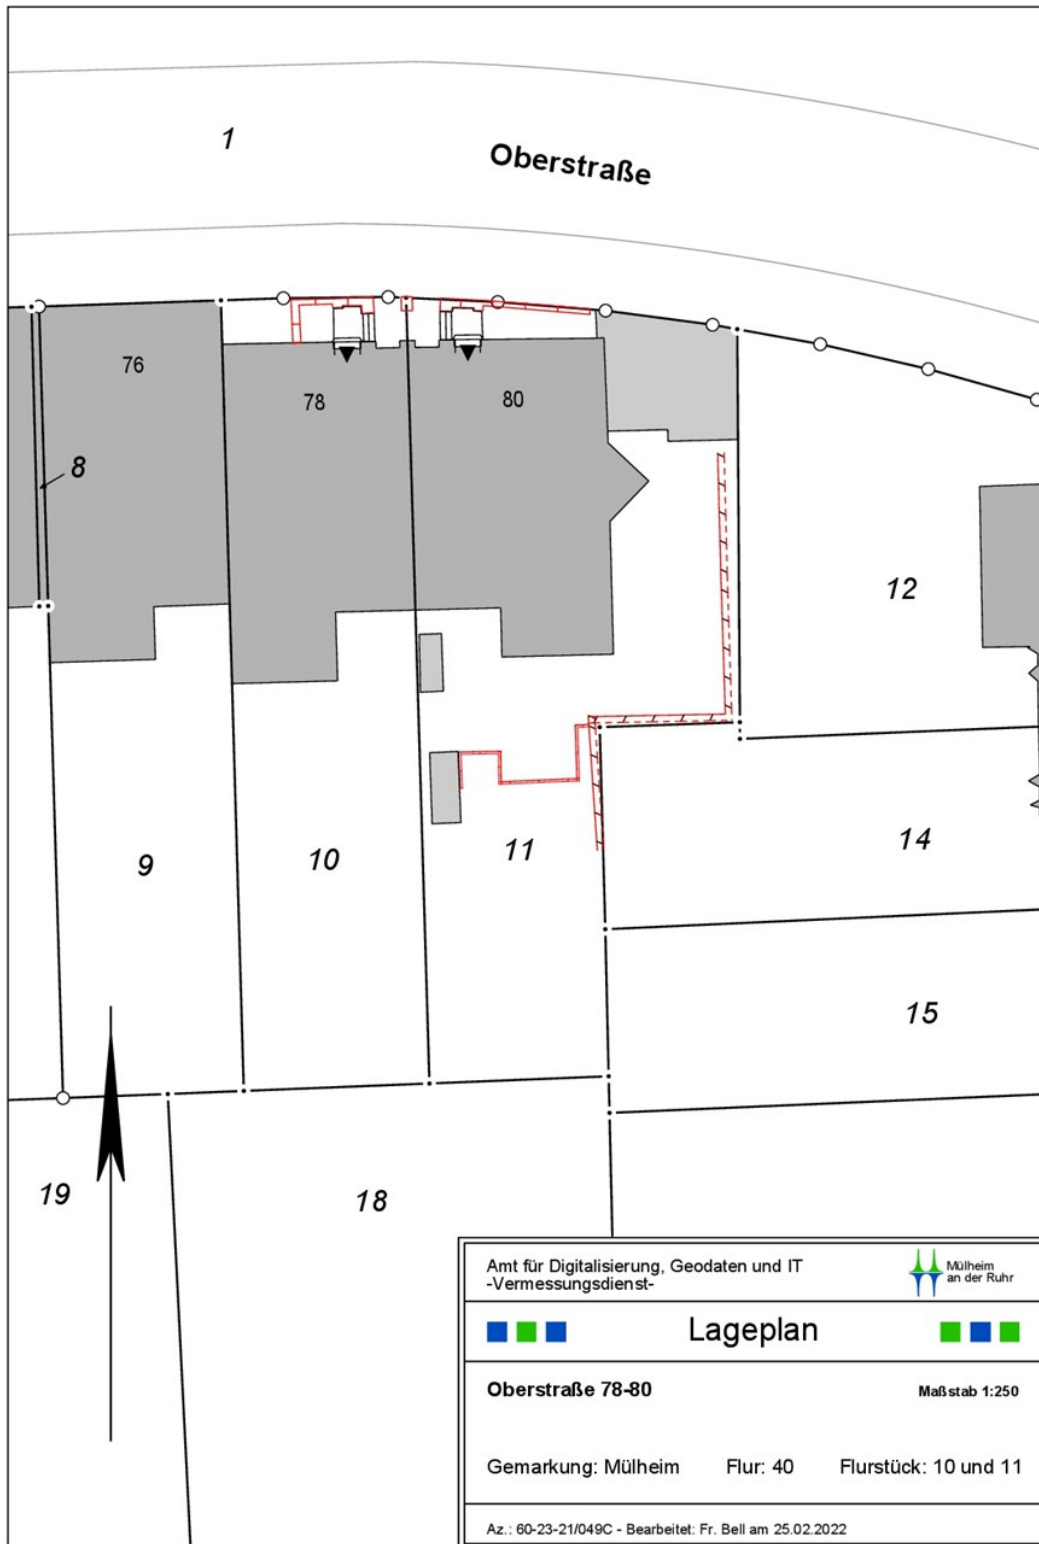 1
Oberstraße
76
78
80
8
12
9
10
11
14
15
19
18
Amt für Digitalisierung, Geodaten und IT
-Vermessungsdienst-
Mülheim
an der Ruhr
Lageplan
Oberstraße 78-80
Maßstab 1:250
Gemarkung: Mülheim Flur: 40 Flurstück: 10 und 11
Az.: 60-23-21/049C - Bearbeitet: Fr. Bell am 25.02.2022